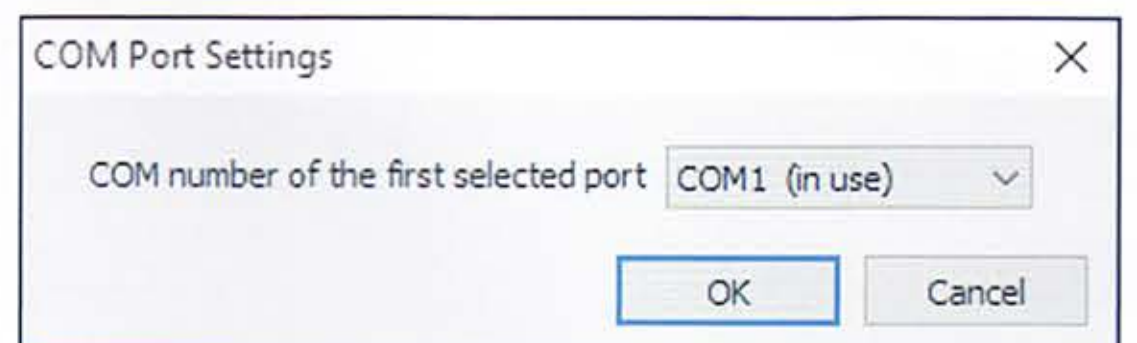 COM Port Settings
COM number of the first selected port COM1 (in use)
OK Cancel